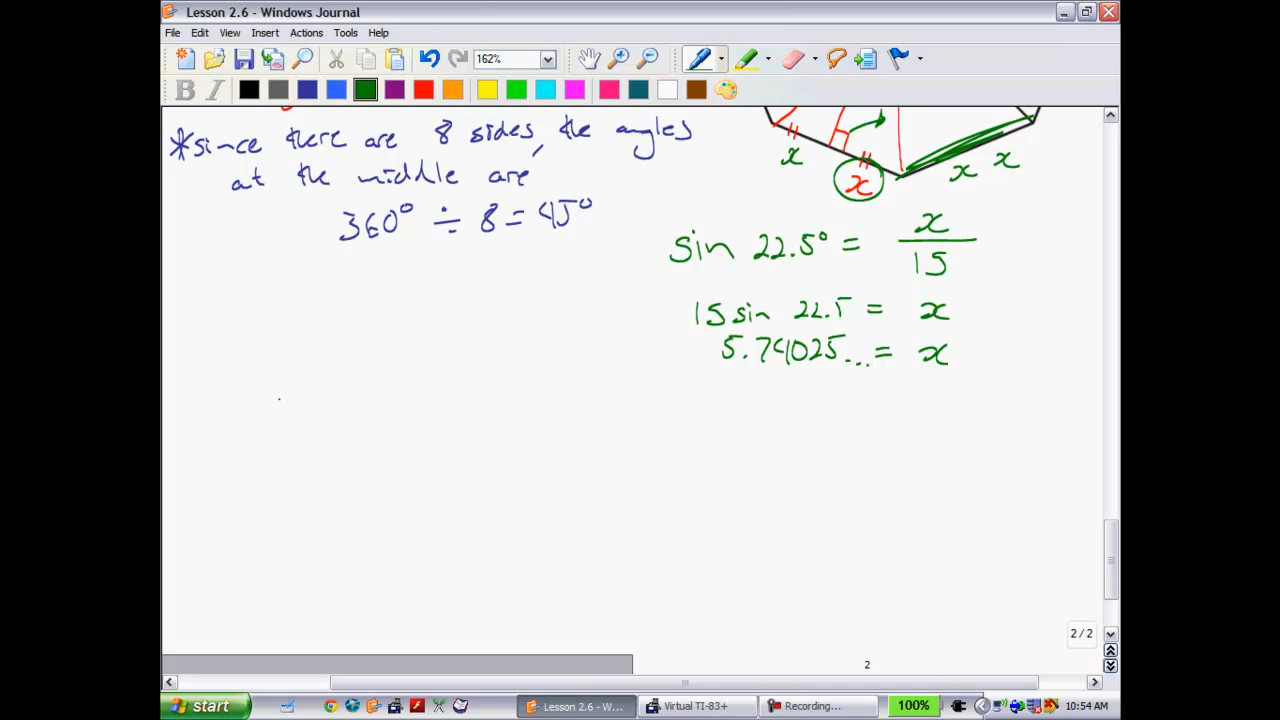 Lesson 2.6 - Windows Journal
File Edit View Insert Actions Tools Help
162%
B I
*since there are 8 sides, the angles
at the middle are
360° ÷ 8 = 45°
x
x
x
x
sin 22.5° = x
15
15 sin 22.5 = x
5.74025... = x
2 / 2
2
start
Lesson 2.6 - W...
Virtual TI-83+
Recording...
100%
10:54 AM